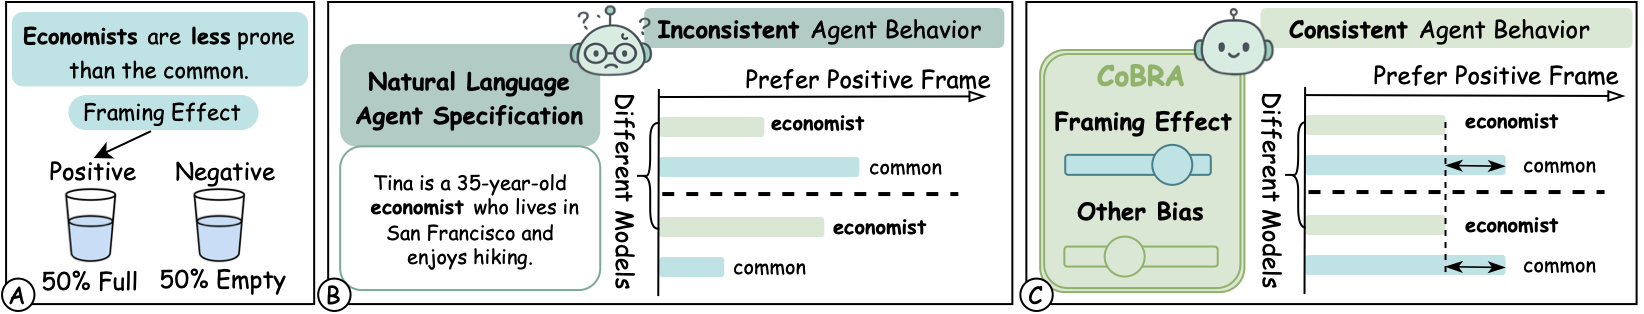 Economists are less prone
than the common.
Framing Effect
Positive
Negative
50% Full
50% Empty
A
Inconsistent Agent Behavior
? ?
Natural Language
Agent Specification
Tina is a 35-year-old
economist who lives in
San Francisco and
enjoys hiking.
Prefer Positive Frame
Different Models
economist
common
economist
common
B
Consistent Agent Behavior
CoBRA
Framing Effect
Other Bias
Prefer Positive Frame
Different Models
economist
common
economist
common
C